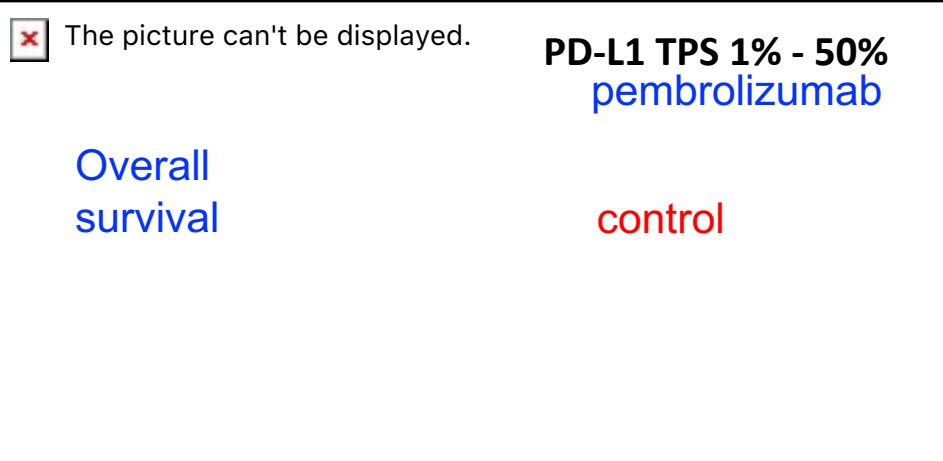 The picture can't be displayed.
PD-L1 TPS 1% - 50%
pembrolizumab
Overall
survival
control